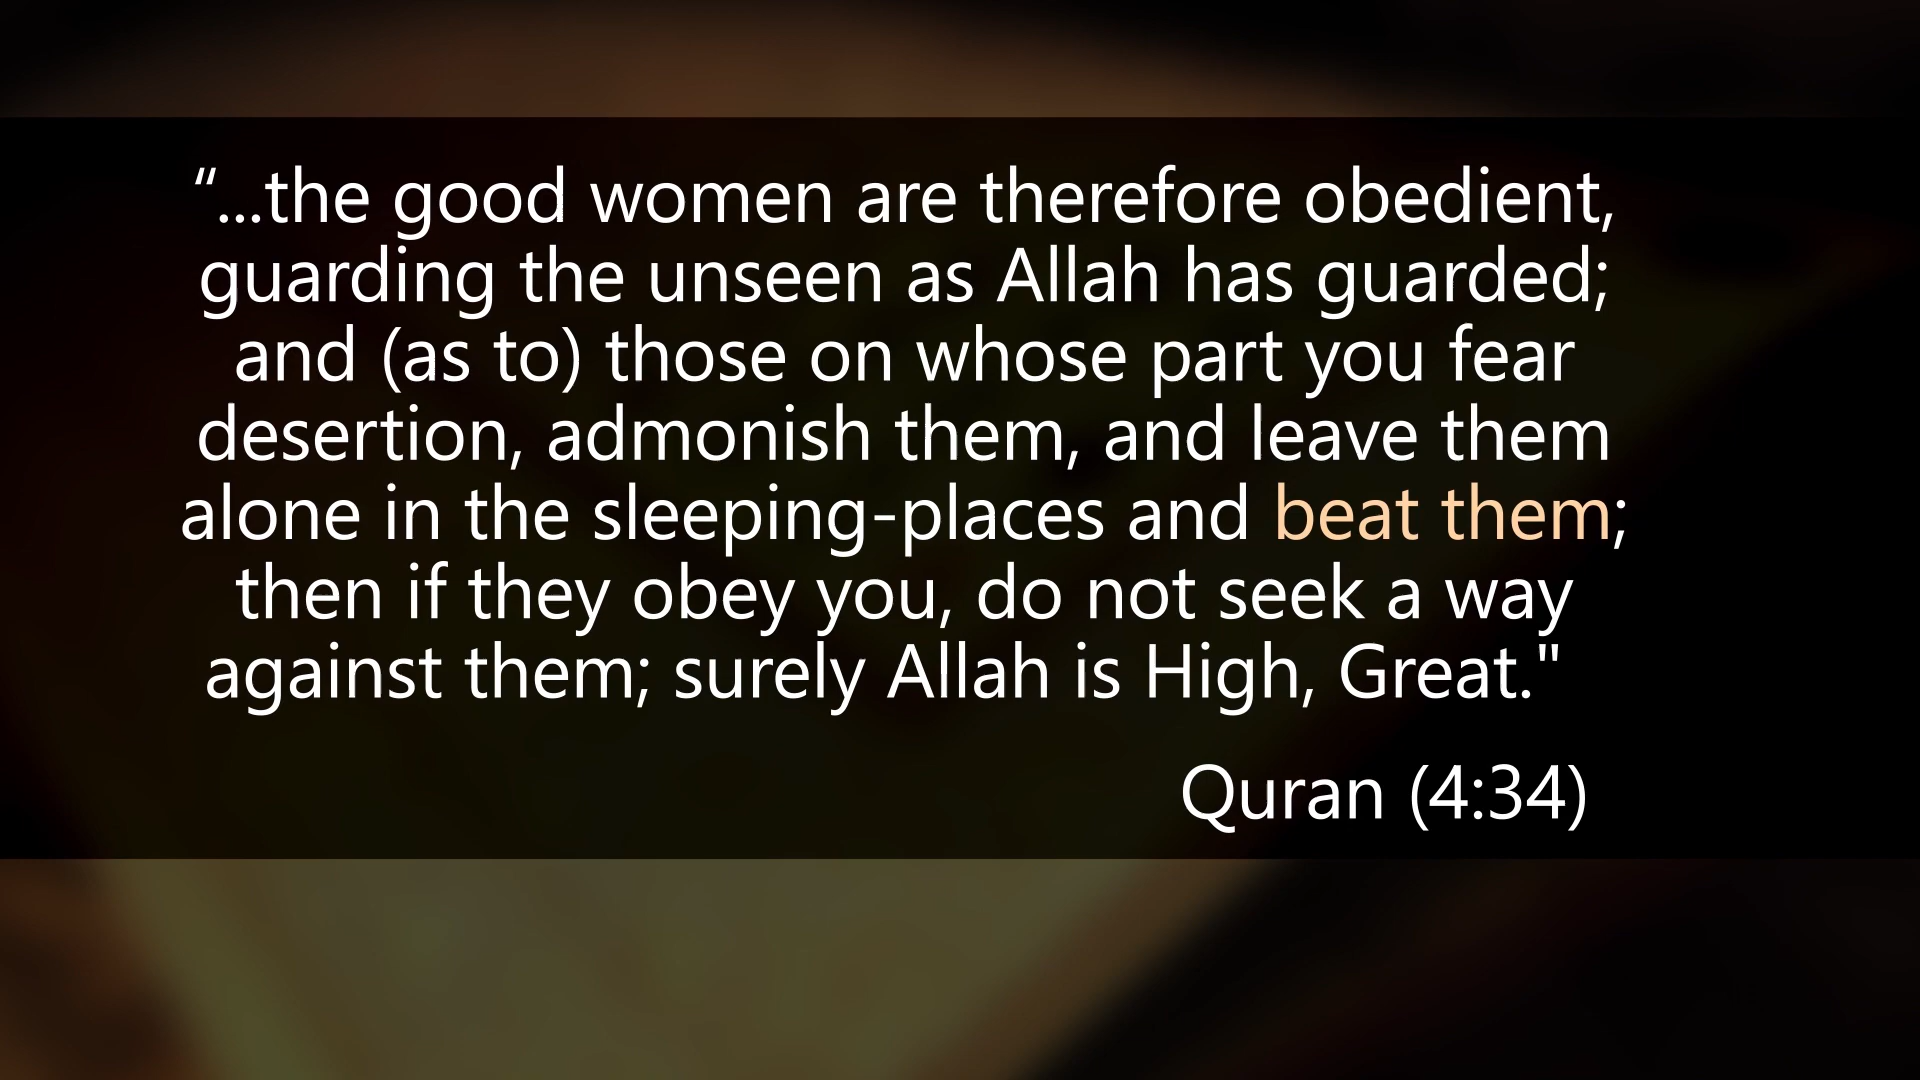 “...the good women are therefore obedient,
guarding the unseen as Allah has guarded;
and (as to) those on whose part you fear
desertion, admonish them, and leave them
alone in the sleeping-places and beat them;
then if they obey you, do not seek a way
against them; surely Allah is High, Great."
Quran (4:34)